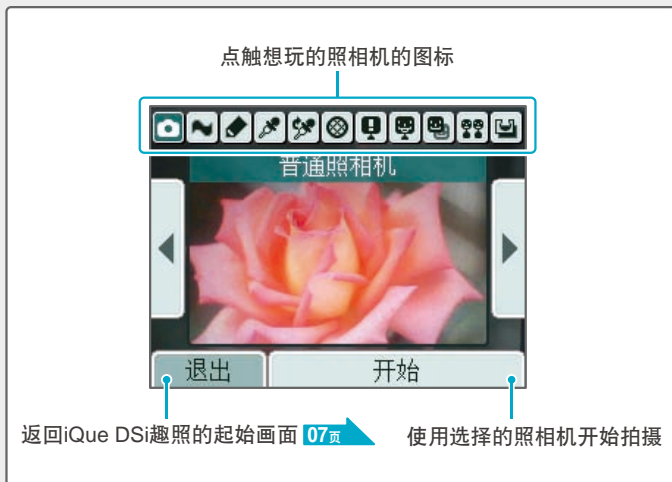 点触想玩的照相机的图标
普通照相机
退出
开始
返回iQue DSi趣照的起始画面 07页
使用选择的照相机开始拍摄